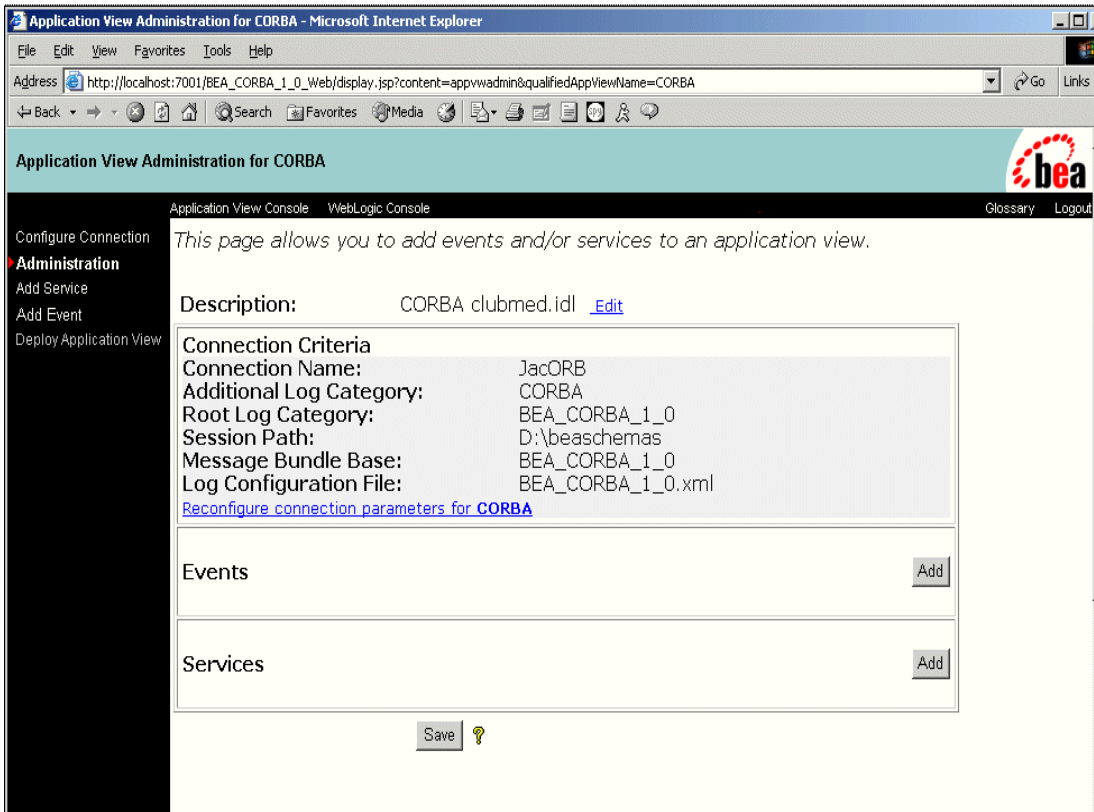 Application View Administration for CORBA - Microsoft Internet Explorer
File Edit View Favorites Tools Help
Address http://localhost:7001/BEA_CORBA_1_0_Web/display.jsp?content=appvwadmin&qualifiedAppViewName=CORBA Go Links
Back Search Favorites Media
Application View Administration for CORBA
bea
Application View Console WebLogic Console Glossary Logout
Configure Connection
Administration
Add Service
Add Event
Deploy Application View
This page allows you to add events and/or services to an application view.
Description: CORBA clubmed.idl Edit
Connection Criteria
Connection Name: JacORB
Additional Log Category: CORBA
Root Log Category: BEA_CORBA_1_0
Session Path: D:\beaschemas
Message Bundle Base: BEA_CORBA_1_0
Log Configuration File: BEA_CORBA_1_0.xml
Reconfigure connection parameters for CORBA
Events Add
Services Add
Save ?